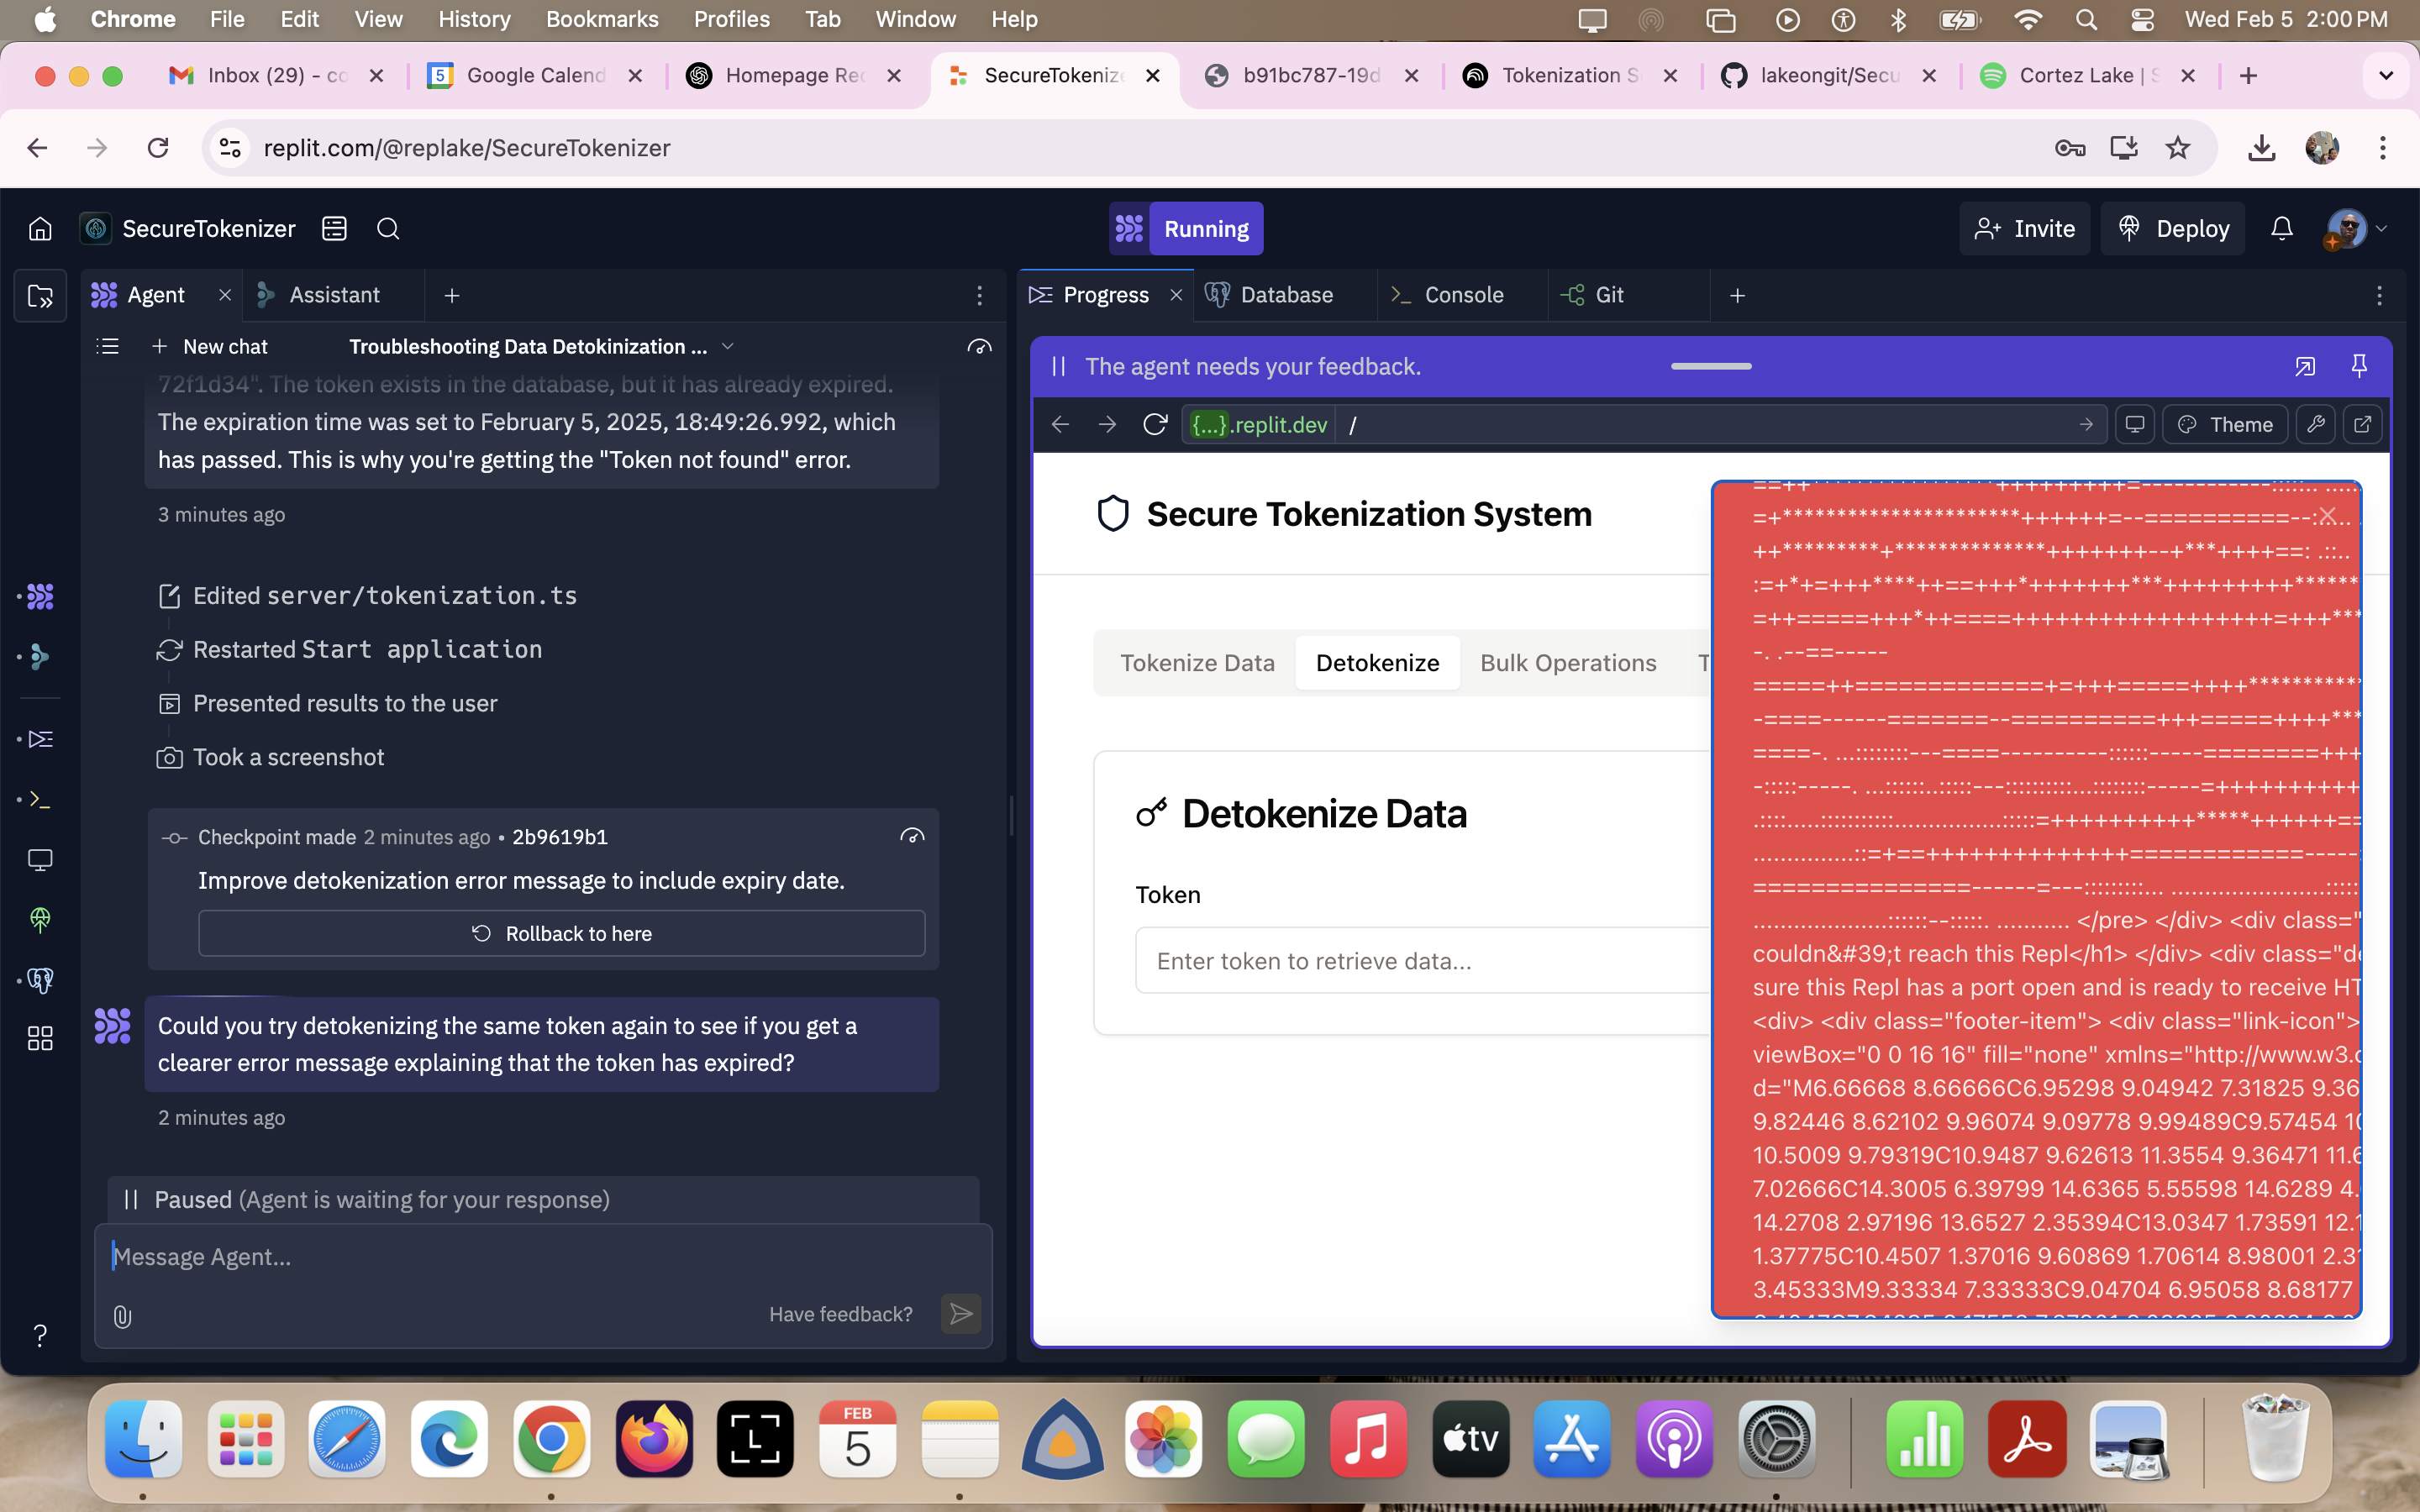 Chrome File Edit View History Bookmarks Profiles Tab Window Help Wed Feb 5 2:00 PM
Inbox (29) - co Google Calend Homepage Rec SecureTokenize b91bc787-19d Tokenization S lakeongit/Secu Cortez Lake | S
replit.com/@replake/SecureTokenizer
SecureTokenizer Running Invite Deploy
Agent Assistant
New chat Troubleshooting Data Detokinization ...
72f1d34". The token exists in the database, but it has already expired.
The expiration time was set to February 5, 2025, 18:49:26.992, which
has passed. This is why you're getting the "Token not found" error.
3 minutes ago
Edited server/tokenization.ts
Restarted Start application
Presented results to the user
Took a screenshot
Checkpoint made 2 minutes ago • 2b9619b1
Improve detokenization error message to include expiry date.
Rollback to here
Could you try detokenizing the same token again to see if you get a
clearer error message explaining that the token has expired?
2 minutes ago
Paused (Agent is waiting for your response)
Message Agent...
Have feedback?
Progress Database Console Git
The agent needs your feedback.
{...}.replit.dev / Theme
Secure Tokenization System
Tokenize Data Detokenize Bulk Operations T
Detokenize Data
Token
Enter token to retrieve data...
</pre> </div> <div class="
couldn&#39;t reach this Repl</h1> </div> <div class="de
sure this Repl has a port open and is ready to receive HT
<div> <div class="footer-item"> <div class="link-icon">
viewBox="0 0 16 16" fill="none" xmlns="http://www.w3.o
d="M6.66668 8.66666C6.95298 9.04942 7.31825 9.36
9.82446 8.62102 9.96074 9.09778 9.99489C9.57454 10
10.5009 9.79319C10.9487 9.62613 11.3554 9.36471 11.6
7.02666C14.3005 6.39799 14.6365 5.55598 14.6289 4.
14.2708 2.97196 13.6527 2.35394C13.0347 1.73591 12.1
1.37775C10.4507 1.37016 9.60869 1.70614 8.98001 2.31
3.45333M9.33334 7.33333C9.04704 6.95058 8.68177
FEB
5
tv